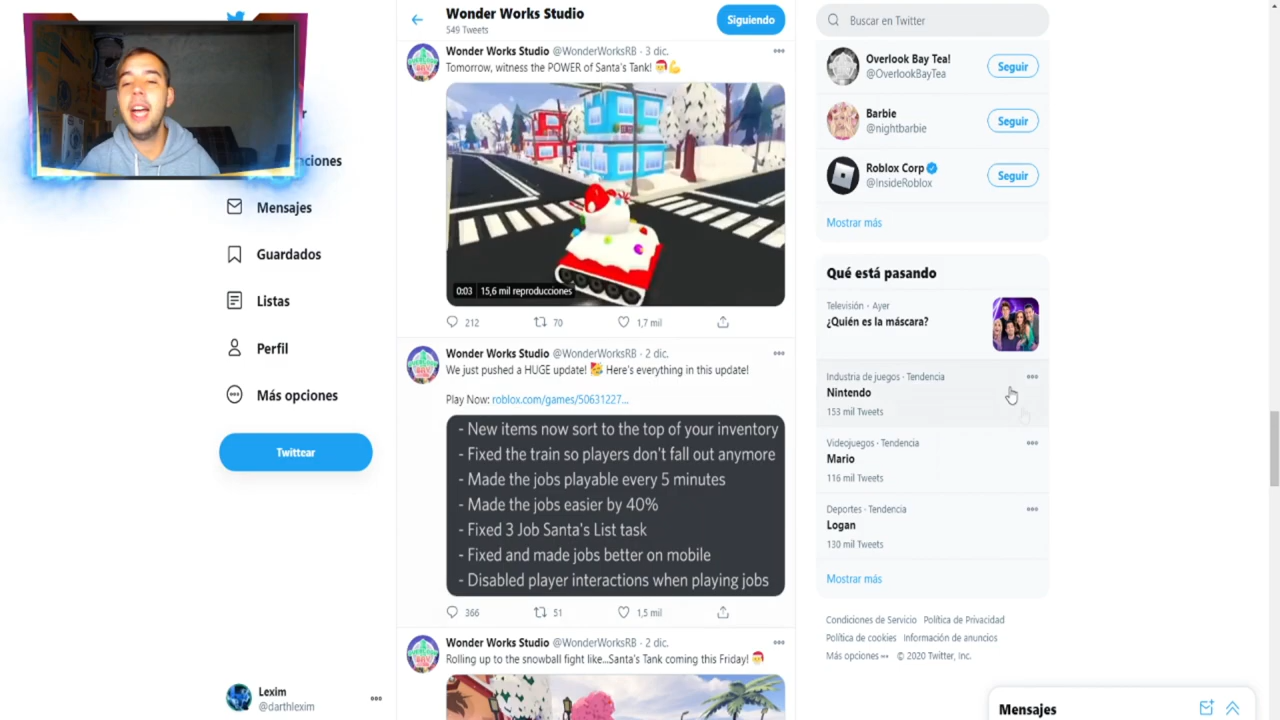 Wonder Works Studio
549 Tweets
Siguiendo
Wonder Works Studio @WonderWorksRB · 3 dic.
Tomorrow, witness the POWER of Santa's Tank! 🎅💪
0:03 15,6 mil reproducciones
212 70 1,7 mil
Wonder Works Studio @WonderWorksRB · 2 dic.
We just pushed a HUGE update! 🥳 Here's everything in this update!
Play Now: roblox.com/games/50631227...
- New items now sort to the top of your inventory
- Fixed the train so players don't fall out anymore
- Made the jobs playable every 5 minutes
- Made the jobs easier by 40%
- Fixed 3 Job Santa's List task
- Fixed and made jobs better on mobile
- Disabled player interactions when playing jobs
366 51 1,5 mil
Wonder Works Studio @WonderWorksRB · 2 dic.
Rolling up to the snowball fight like...Santa's Tank coming this Friday! 🎅
r
ciones
Mensajes
Guardados
Listas
Perfil
Más opciones
Twittear
Lexim
@darthlexim
Buscar en Twitter
Overlook Bay Tea!
@OverlookBayTea
Seguir
Barbie
@nightbarbie
Seguir
Roblox Corp
@InsideRoblox
Seguir
Mostrar más
Qué está pasando
Televisión · Ayer
¿Quién es la máscara?
Industria de juegos · Tendencia
Nintendo
153 mil Tweets
Videojuegos · Tendencia
Mario
116 mil Tweets
Deportes · Tendencia
Logan
130 mil Tweets
Mostrar más
Condiciones de Servicio Política de Privacidad
Política de cookies Información de anuncios
Más opciones © 2020 Twitter, Inc.
Mensajes